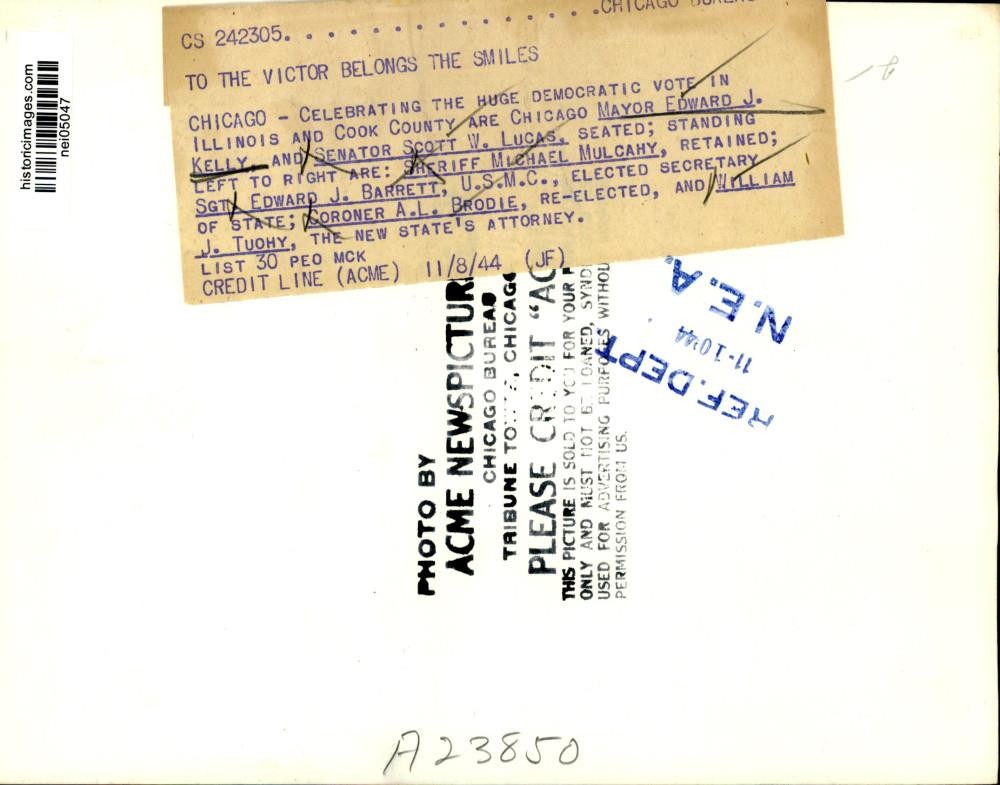 CS 242305. . . . . . . . . . . . . . . . .CHICAGO BUREAU
TO THE VICTOR BELONGS THE SMILES
CHICAGO - CELEBRATING THE HUGE DEMOCRATIC VOTE IN
ILLINOIS AND COOK COUNTY ARE CHICAGO MAYOR EDWARD J.
KELLY, AND SENATOR SCOTT W. LUCAS, SEATED; STANDING
LEFT TO RIGHT ARE: SHERIFF MICHAEL MULCAHY, RETAINED;
SGT. EDWARD J. BARRETT, U.S.M.C., ELECTED SECRETARY
OF STATE; CORONER A.L. BRODIE, RE-ELECTED, AND WILLIAM
J. TUOHY, THE NEW STATE'S ATTORNEY.
LIST 30 PEO MCK
CREDIT LINE (ACME) 11/8/44 (JF)
historicimages.com
nei05047
PHOTO BY
ACME NEWSPICTUR
CHICAGO BUREAU
TRIBUNE TOWER, CHICAGO
PLEASE CREDIT "AC
THIS PICTURE IS SOLD TO YOU FOR YOUR
ONLY AND MUST NOT BE LOANED, SYND
USED FOR ADVERTISING PURPOSES WITHOU
PERMISSION FROM US.
REF. DEPT
11-10-44
N.E.A.
A23850